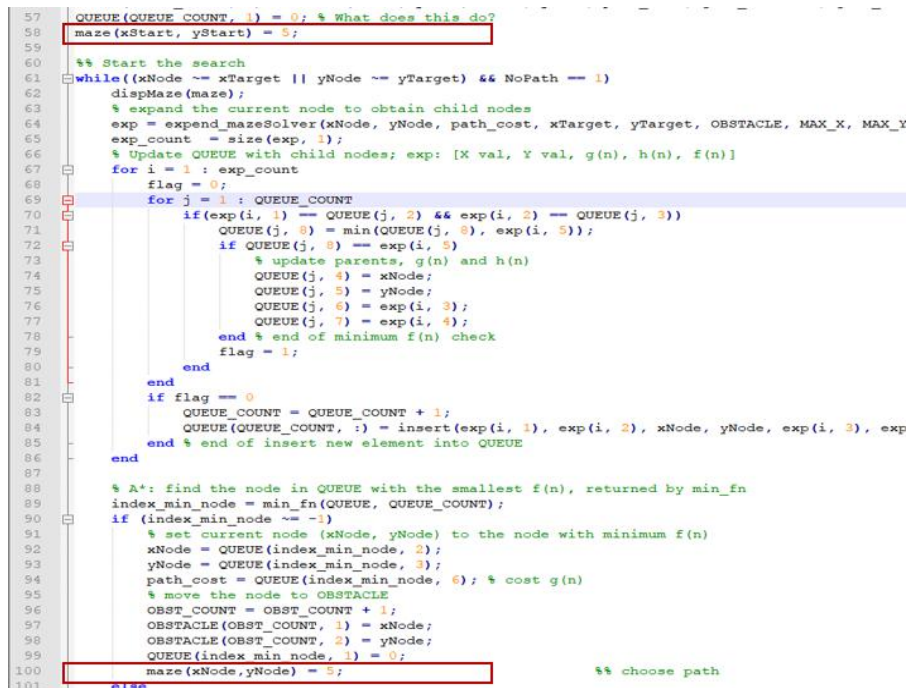 57 QUEUE(QUEUE_COUNT, 1) = 0; % What does this do?
58 maze(xStart, yStart) = 5;
59
60 %% Start the search
61 while((xNode ~= xTarget || yNode ~= yTarget) && NoPath == 1)
62 dispMaze(maze);
63 % expand the current node to obtain child nodes
64 exp = expend_mazeSolver(xNode, yNode, path_cost, xTarget, yTarget, OBSTACLE, MAX_X, MAX_Y
65 exp_count = size(exp, 1);
66 % Update QUEUE with child nodes; exp: [X val, Y val, g(n), h(n), f(n)]
67 for i = 1 : exp_count
68 flag = 0;
69 for j = 1 : QUEUE_COUNT
70 if(exp(i, 1) == QUEUE(j, 2) && exp(i, 2) == QUEUE(j, 3))
71 QUEUE(j, 8) = min(QUEUE(j, 8), exp(i, 5));
72 if QUEUE(j, 8) == exp(i, 5)
73 % update parents, g(n) and h(n)
74 QUEUE(j, 4) = xNode;
75 QUEUE(j, 5) = yNode;
76 QUEUE(j, 6) = exp(i, 3);
77 QUEUE(j, 7) = exp(i, 4);
78 end % end of minimum f(n) check
79 flag = 1;
80 end
81 end
82 if flag == 0
83 QUEUE_COUNT = QUEUE_COUNT + 1;
84 QUEUE(QUEUE_COUNT, :) = insert(exp(i, 1), exp(i, 2), xNode, yNode, exp(i, 3), exp
85 end % end of insert new element into QUEUE
86 end
87
88 % A*: find the node in QUEUE with the smallest f(n), returned by min_fn
89 index_min_node = min_fn(QUEUE, QUEUE_COUNT);
90 if (index_min_node ~= -1)
91 % set current node (xNode, yNode) to the node with minimum f(n)
92 xNode = QUEUE(index_min_node, 2);
93 yNode = QUEUE(index_min_node, 3);
94 path_cost = QUEUE(index_min_node, 6); % cost g(n)
95 % move the node to OBSTACLE
96 OBST_COUNT = OBST_COUNT + 1;
97 OBSTACLE(OBST_COUNT, 1) = xNode;
98 OBSTACLE(OBST_COUNT, 2) = yNode;
99 QUEUE(index_min_node, 1) = 0;
100 maze(xNode,yNode) = 5; %% choose path
101 else